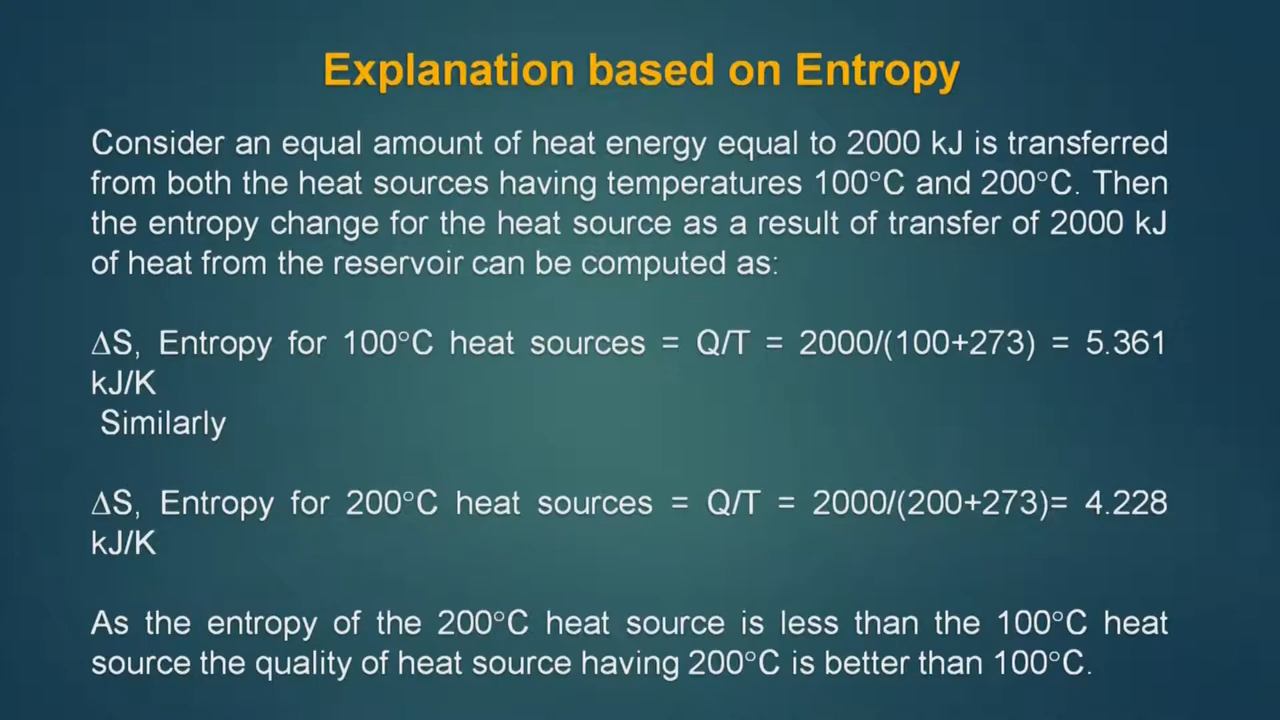 Explanation based on Entropy
Consider an equal amount of heat energy equal to 2000 kJ is transferred
from both the heat sources having temperatures 100°C and 200°C. Then
the entropy change for the heat source as a result of transfer of 2000 kJ
of heat from the reservoir can be computed as:
ΔS, Entropy for 100°C heat sources = Q/T = 2000/(100+273) = 5.361
kJ/K
Similarly
ΔS, Entropy for 200°C heat sources = Q/T = 2000/(200+273)= 4.228
kJ/K
As the entropy of the 200°C heat source is less than the 100°C heat
source the quality of heat source having 200°C is better than 100°C.